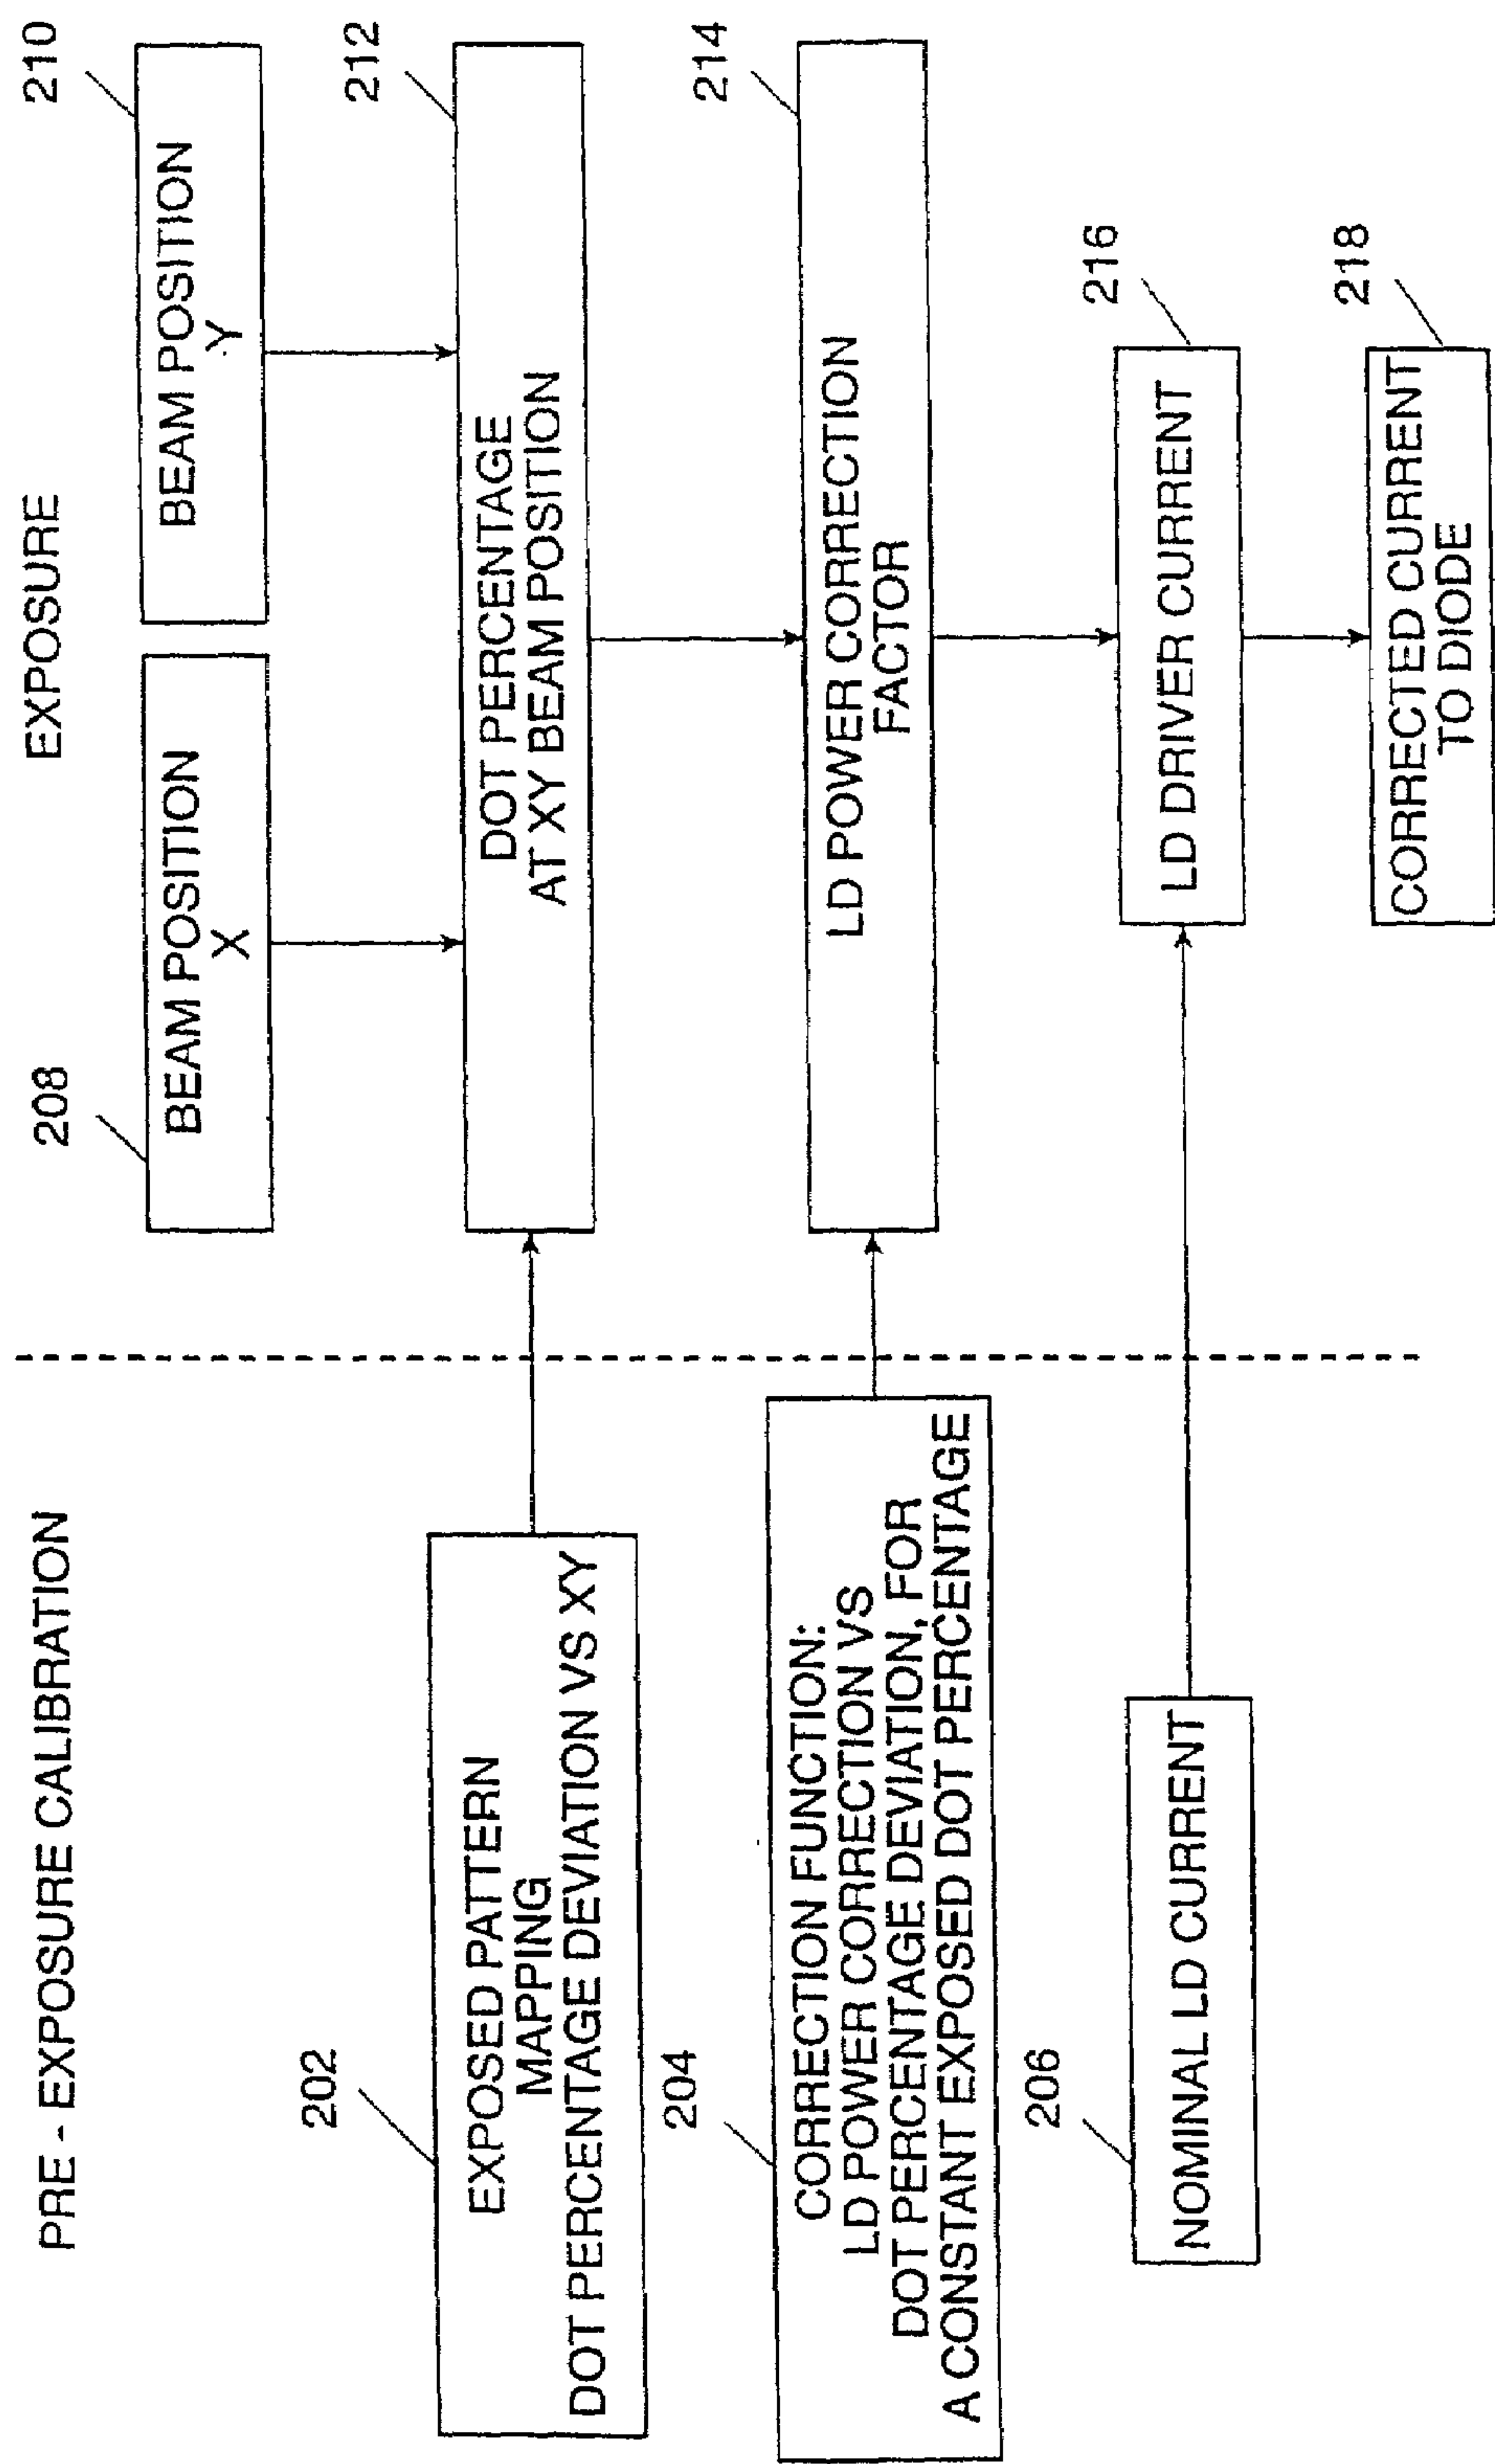 PRE - EXPOSURE CALIBRATION
202
EXPOSED PATTERN
MAPPING
DOT PERCENTAGE DEVIATION VS XY
204
CORRECTION FUNCTION:
LD POWER CORRECTION VS
DOT PERCENTAGE DEVIATION, FOR
A CONSTANT EXPOSED DOT PERCENTAGE
206
NOMINAL LD CURRENT
EXPOSURE
208
BEAM POSITION
X
210
BEAM POSITION
Y
212
DOT PERCENTAGE
AT XY BEAM POSITION
214
LD POWER CORRECTION
FACTOR
216
LD DRIVER CURRENT
218
CORRECTED CURRENT
TO DIODE